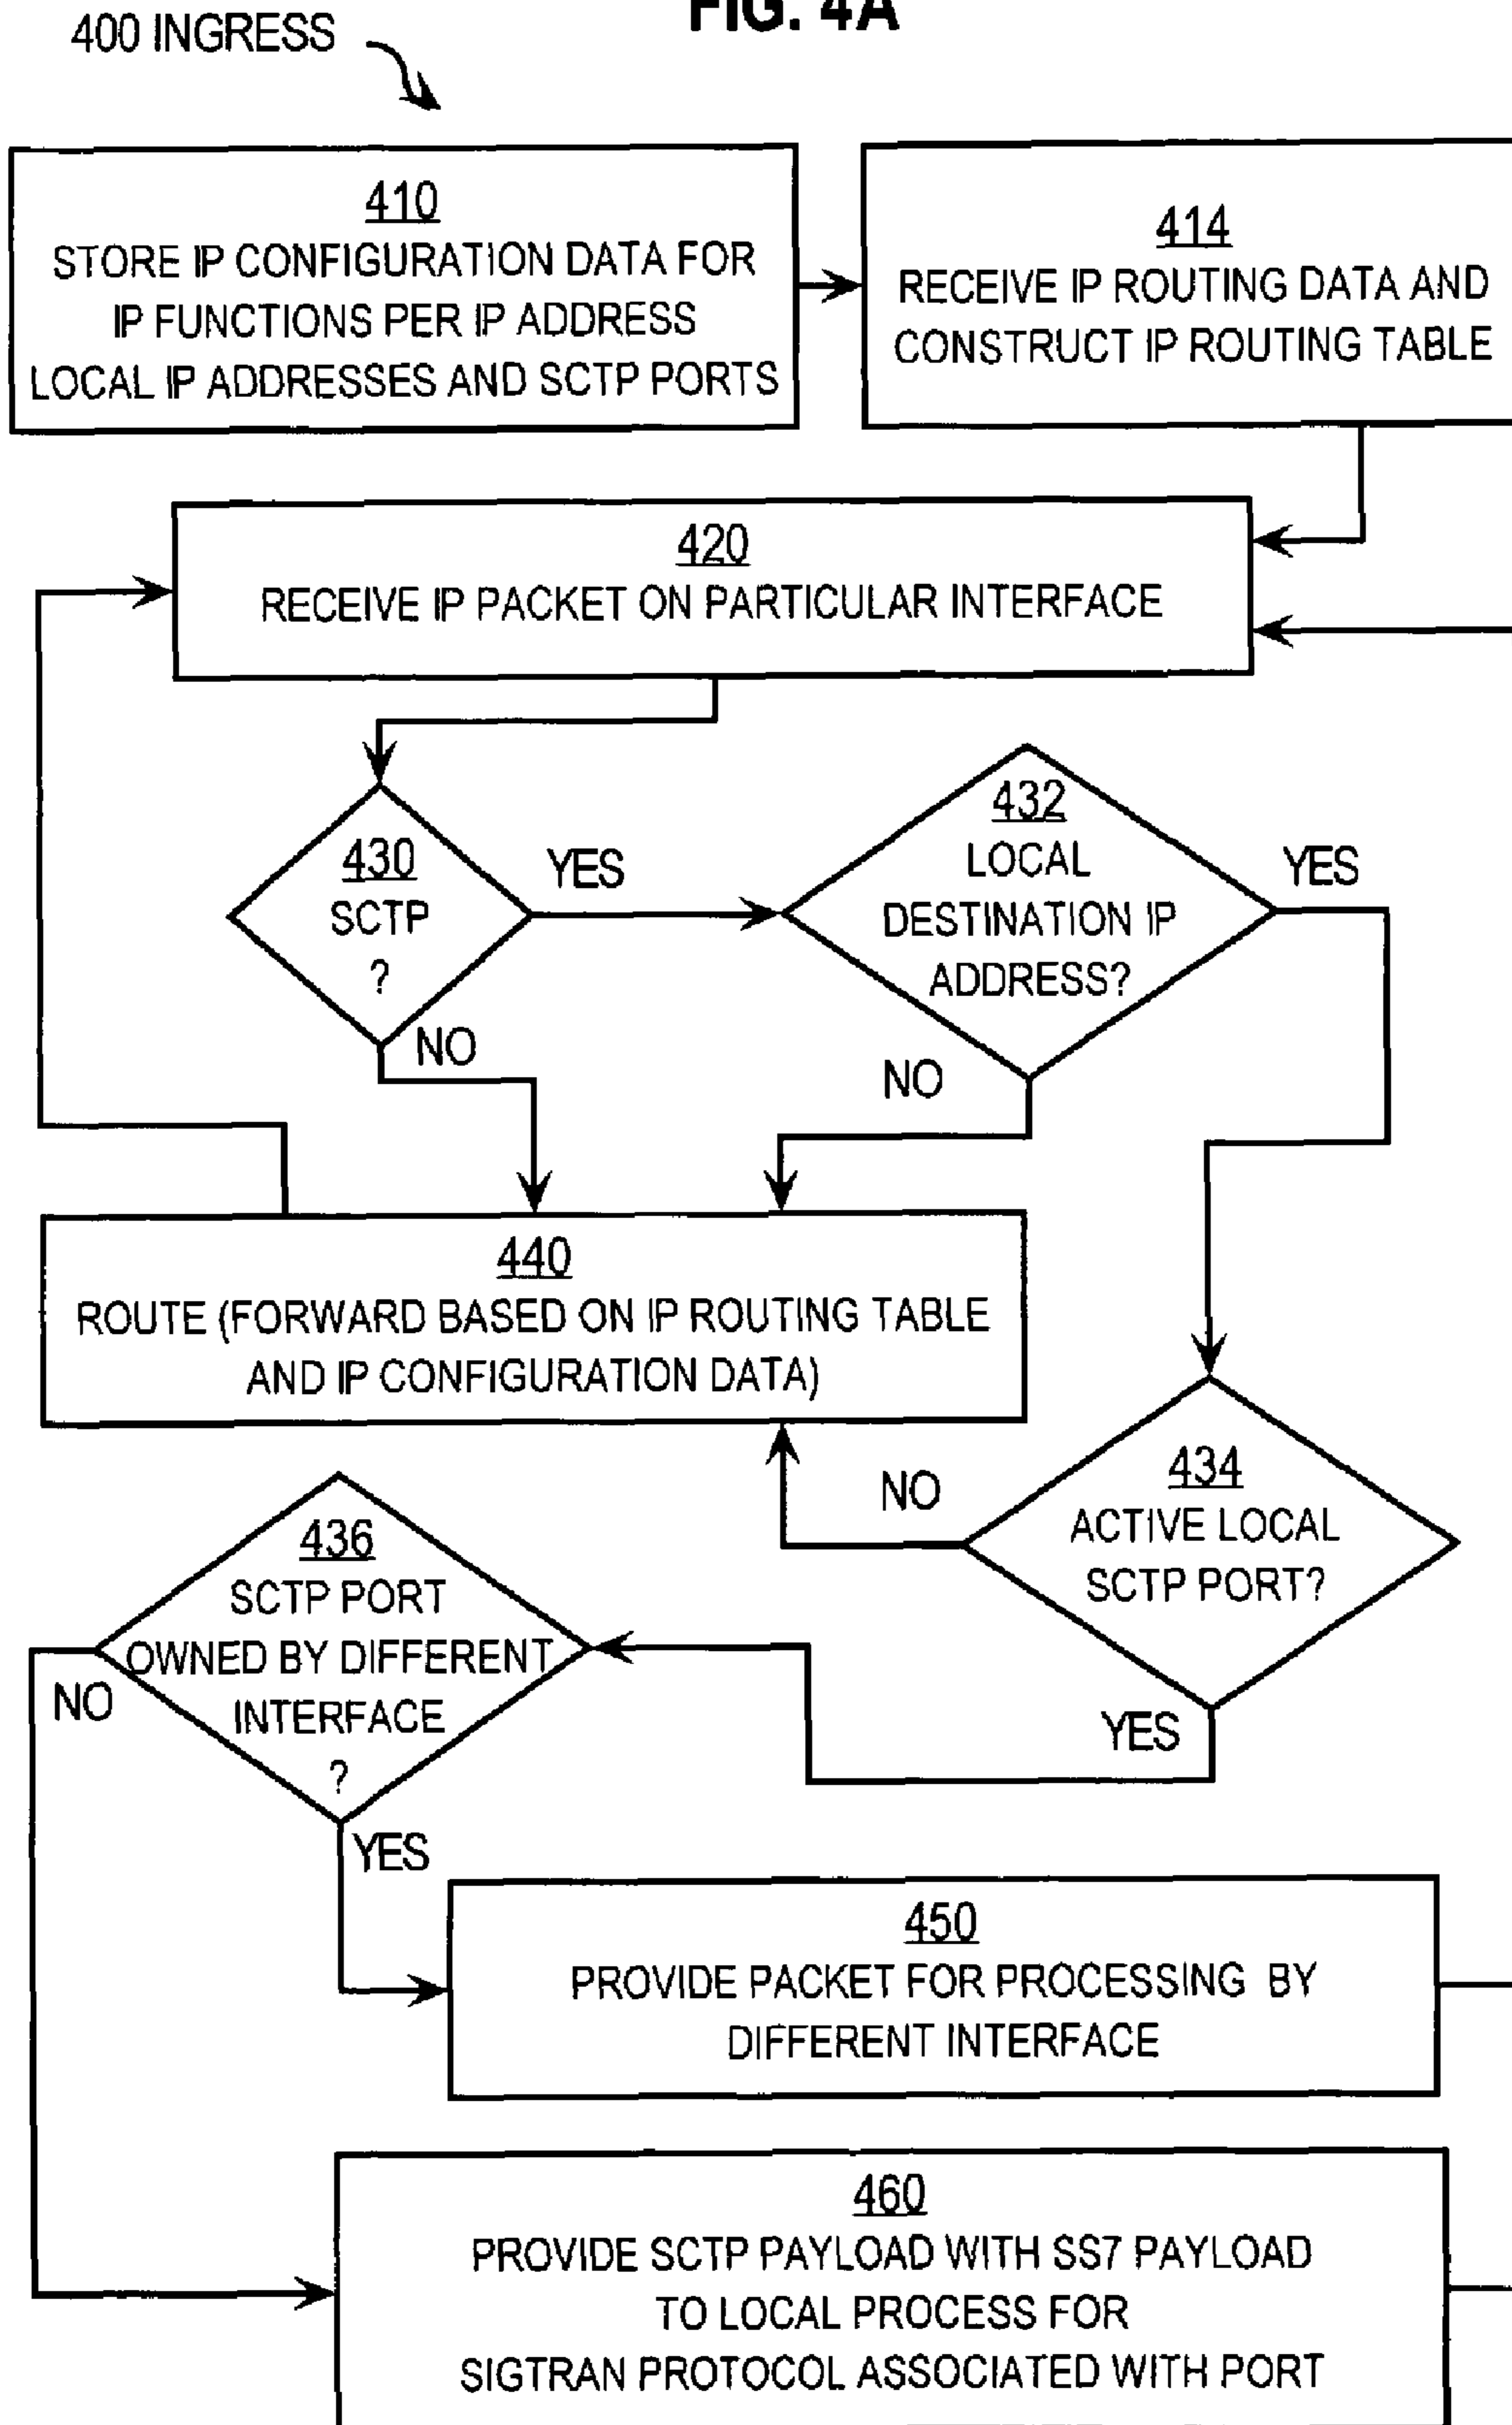 FIG. 4A
400 INGRESS
410
STORE IP CONFIGURATION DATA FOR
IP FUNCTIONS PER IP ADDRESS
LOCAL IP ADDRESSES AND SCTP PORTS
414
RECEIVE IP ROUTING DATA AND
CONSTRUCT IP ROUTING TABLE
420
RECEIVE IP PACKET ON PARTICULAR INTERFACE
430
SCTP
?
YES
NO
432
LOCAL
DESTINATION IP
ADDRESS?
YES
NO
440
ROUTE (FORWARD BASED ON IP ROUTING TABLE
AND IP CONFIGURATION DATA)
434
ACTIVE LOCAL
SCTP PORT?
NO
YES
436
SCTP PORT
OWNED BY DIFFERENT
INTERFACE
?
NO
YES
450
PROVIDE PACKET FOR PROCESSING BY
DIFFERENT INTERFACE
460
PROVIDE SCTP PAYLOAD WITH SS7 PAYLOAD
TO LOCAL PROCESS FOR
SIGTRAN PROTOCOL ASSOCIATED WITH PORT